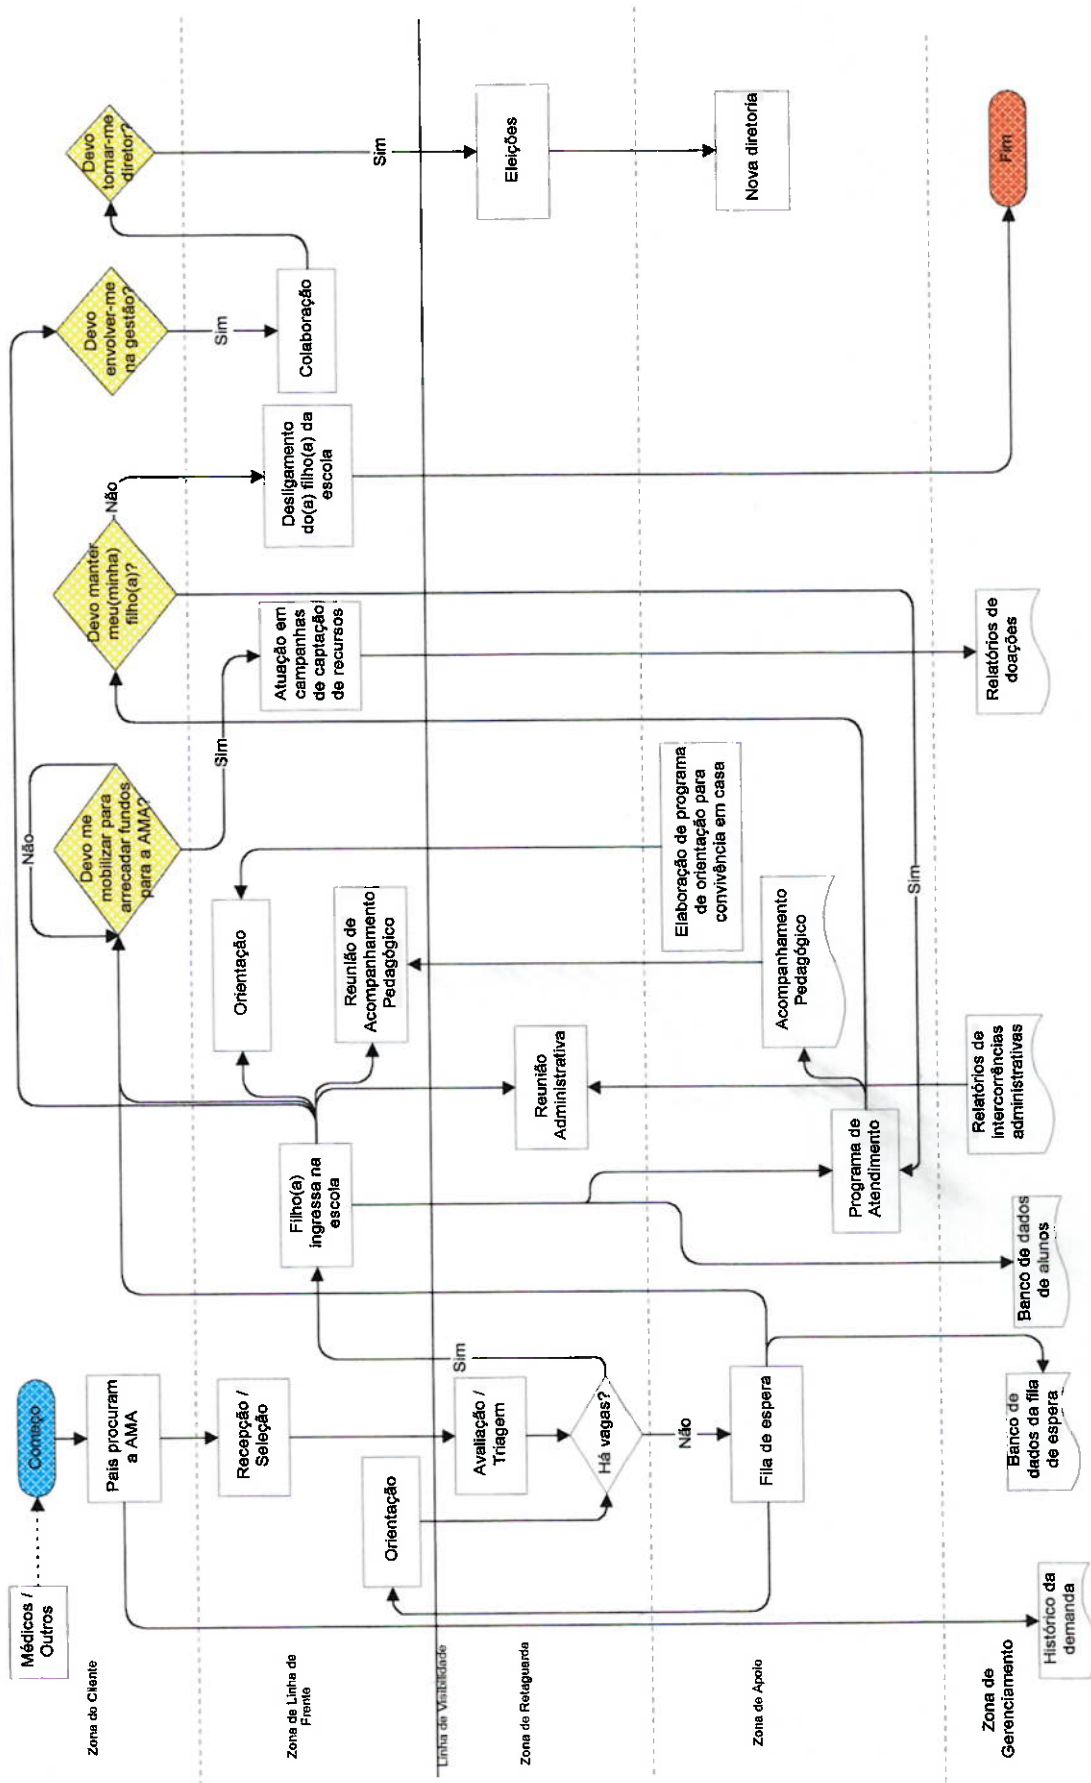 Médicos /
Outros
Começo
Pais procuram
a AMA
Devo me
mobilizar para
arrecadar fundos
para a AMA?
Não
Sim
Devo manter
meu(minha)
filho(a)?
Não
Devo
envolver-me
na gestão?
Sim
Devo
tornar-me
diretor?
Sim
Zona do Cliente
Recepção /
Seleção
Filho(a)
ingressa na
escola
Orientação
Reunião de
Acompanhamento
Pedagógico
Atuação em
campanhas
de captação
de recursos
Desligamento
do(a) filho(a) da
escola
Colaboração
Zona de Linha de
Frente
Orientação
Linha de Visibilidade
Avaliação /
Triagem
Há vagas?
Sim
Não
Reunião
Administrativa
Eleições
Zona de Retaguarda
Fila de espera
Programa de
Atendimento
Acompanhamento
Pedagógico
Elaboração de programa
de orientação para
convivência em casa
Sim
Nova diretoria
Zona de Apoio
Zona de
Gerenciamento
Histórico da
demanda
Banco de
dados da fila
de espera
Banco de dados
de alunos
Relatórios de
intercorrências
administrativas
Relatórios de
doações
Fim